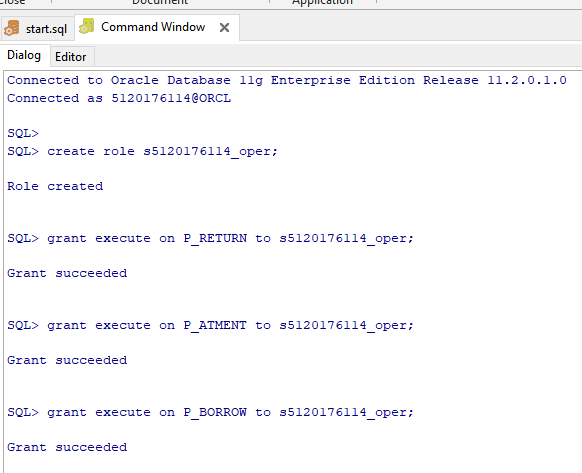 Close
Document
Application
start.sql
Command Window
Dialog
Editor
Connected to Oracle Database 11g Enterprise Edition Release 11.2.0.1.0
Connected as 5120176114@ORCL
SQL>
SQL> create role s5120176114_oper;
Role created
SQL> grant execute on P_RETURN to s5120176114_oper;
Grant succeeded
SQL> grant execute on P_ATMENT to s5120176114_oper;
Grant succeeded
SQL> grant execute on P_BORROW to s5120176114_oper;
Grant succeeded